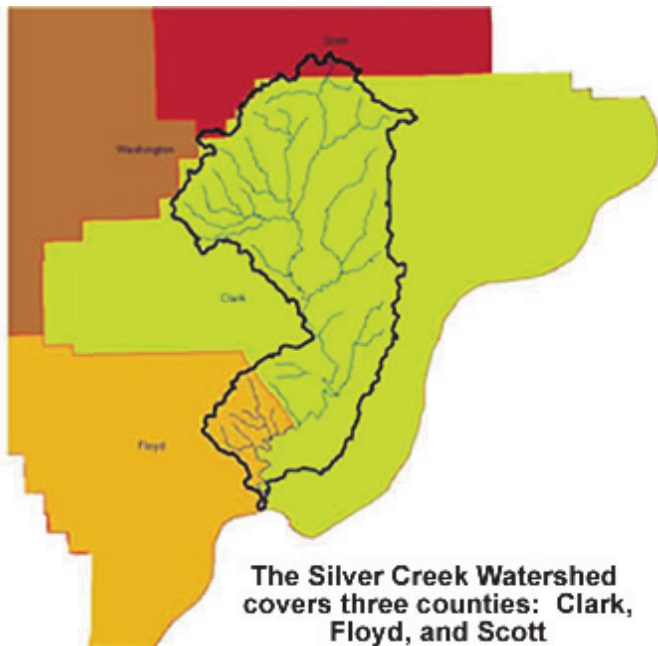 Scott
Washington
Clark
Floyd
The Silver Creek Watershed
covers three counties:  Clark,
Floyd, and Scott